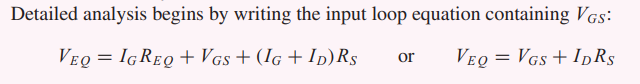 Detailed analysis begins by writing the input loop equation containing V_GS:
V_EQ = I_G R_EQ + V_GS + (I_G + I_D)R_S or V_EQ = V_GS + I_D R_S